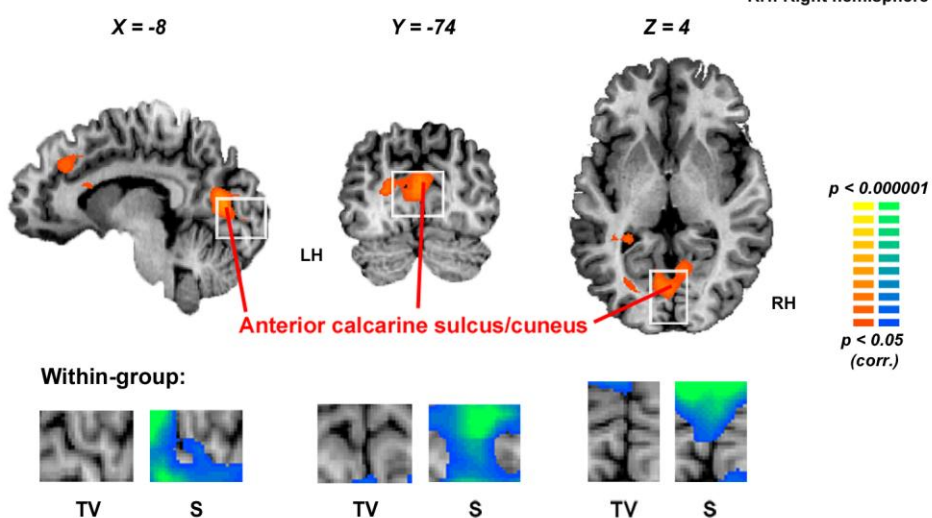 RH: Right hemisphere
X = -8
Y = -74
Z = 4
p < 0.000001
LH
RH
Anterior calcarine sulcus/cuneus
p < 0.05
(corr.)
Within-group:
TV
S
TV
S
TV
S